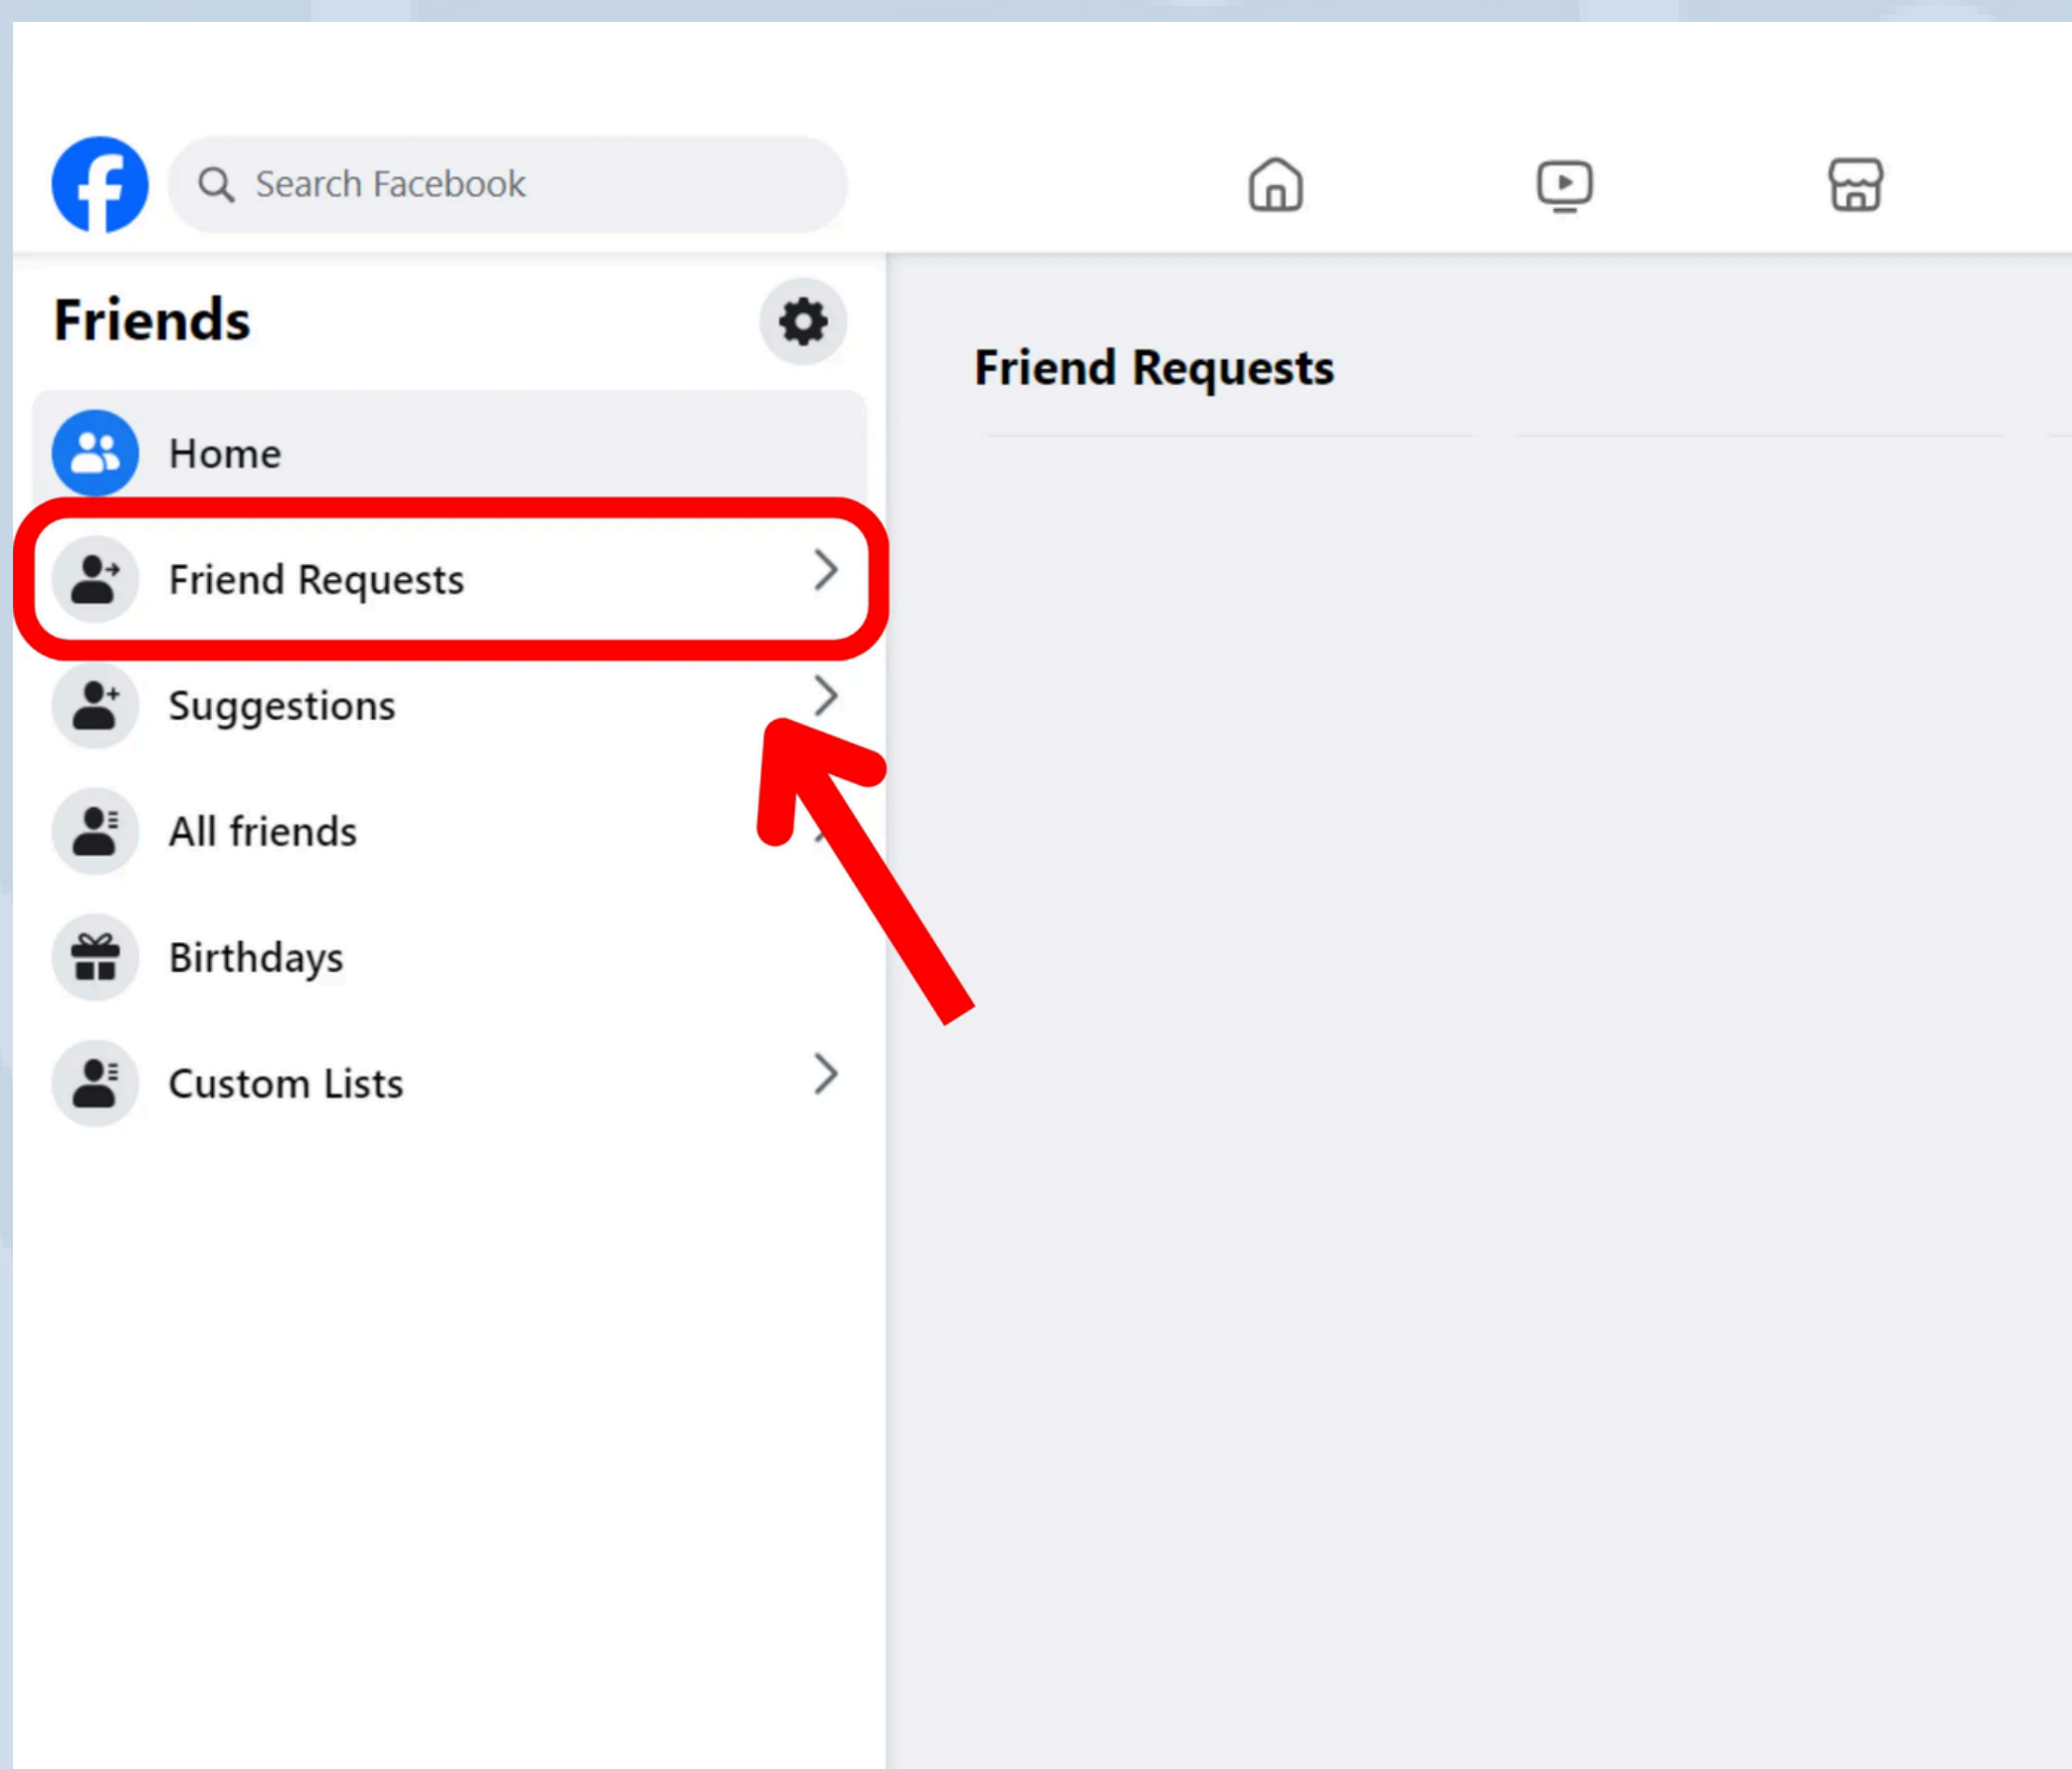 Search Facebook
Friends
Home
Friend Requests
Suggestions
All friends
Birthdays
Custom Lists
Friend Requests